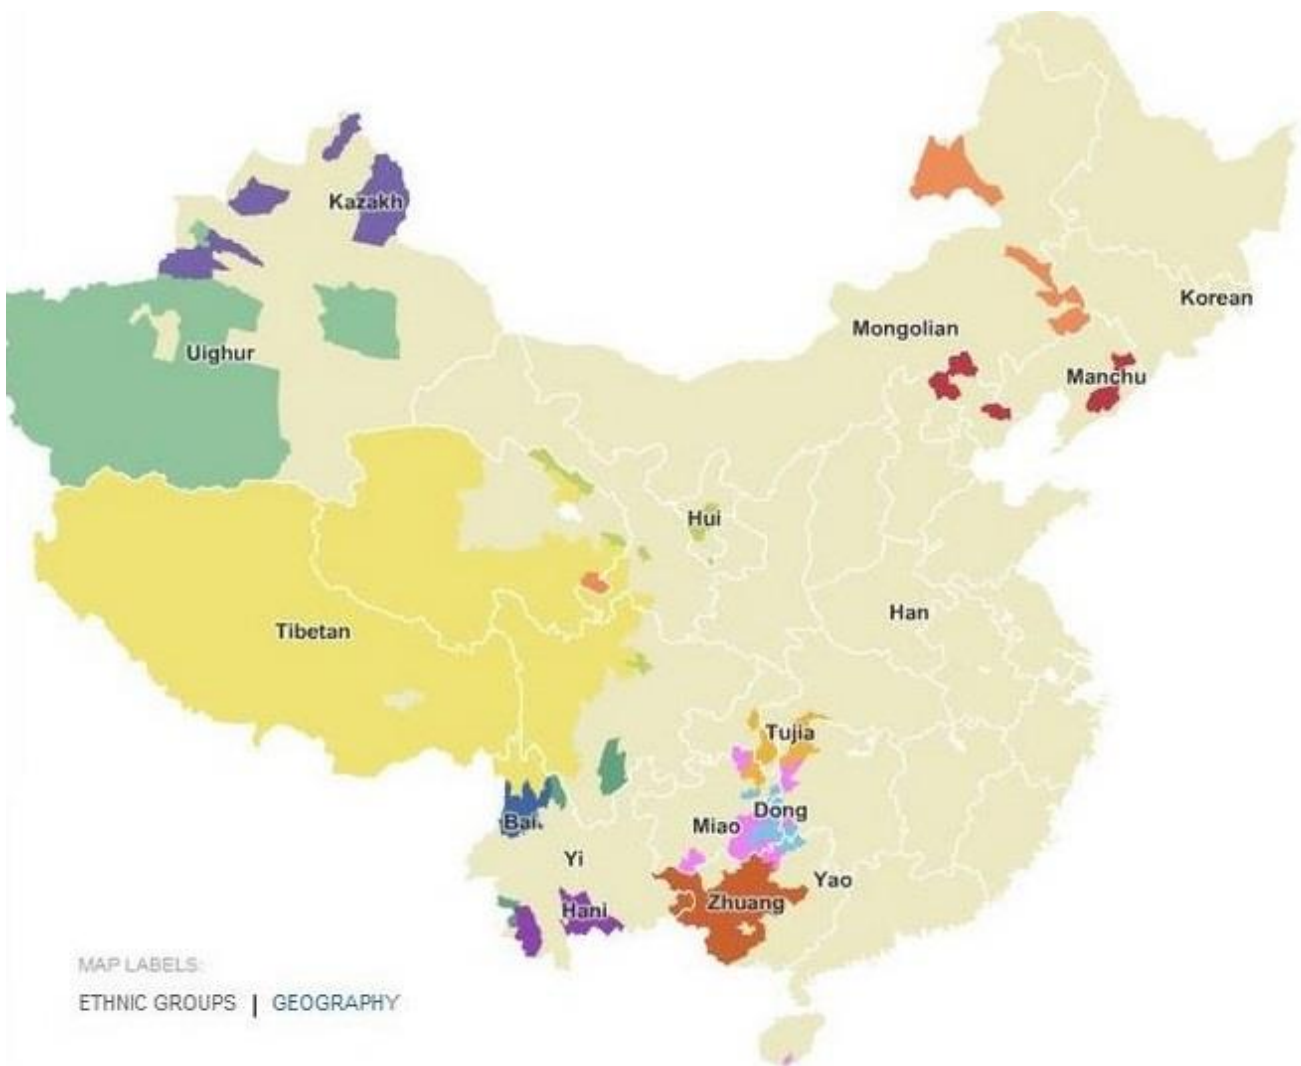 Kazakh
Korean
Mongolian
Uighur
Manchu
Hui
Han
Tibetan
Tujia
Dong
Bai
Miao
Yi
Yao
Zhuang
Hani
MAP LABELS:
ETHNIC GROUPS | GEOGRAPHY